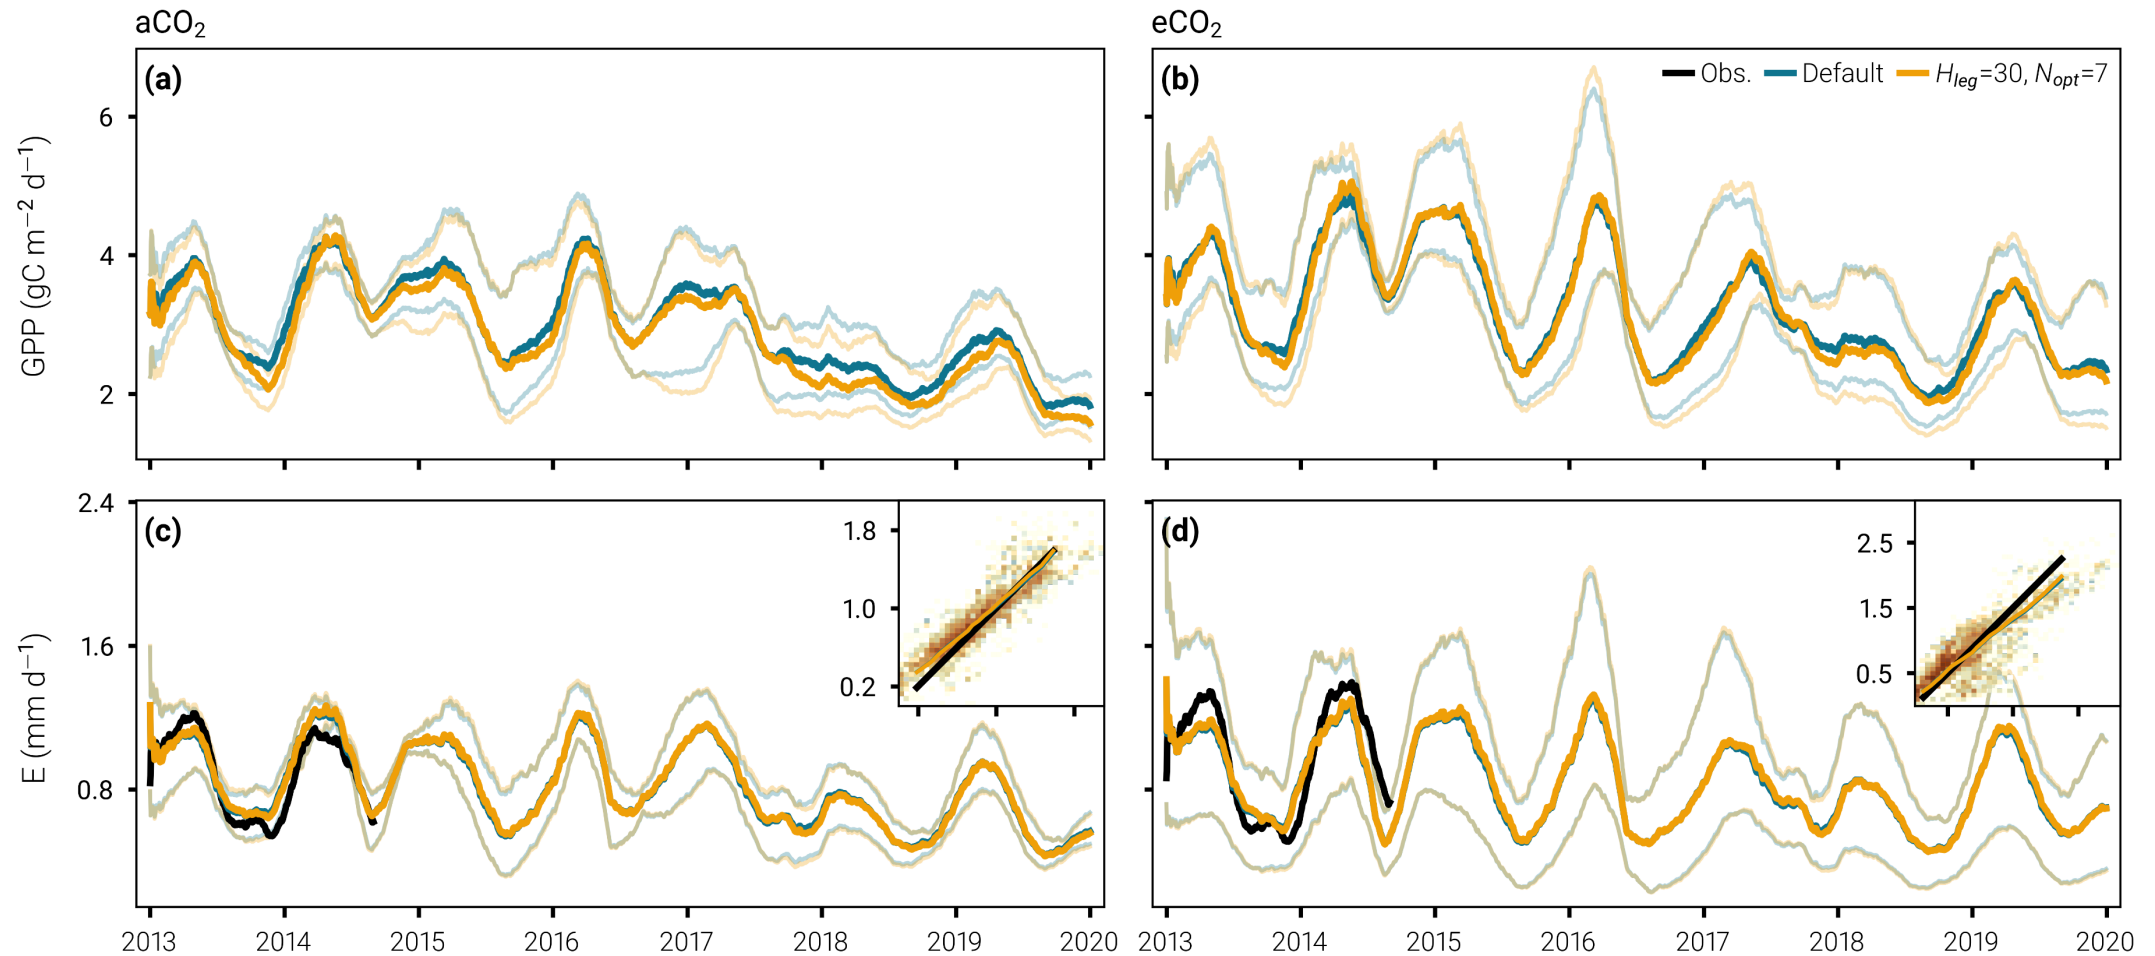 aCO₂
eCO₂
(a)
(b)
Obs. Default H_leg=30, N_opt=7
GPP (gC m⁻² d⁻¹)
6
4
2
(c)
(d)
E (mm d⁻¹)
2.4
1.6
0.8
1.8
1.0
0.2
2.5
1.5
0.5
2013 2014 2015 2016 2017 2018 2019 2020
2013 2014 2015 2016 2017 2018 2019 2020